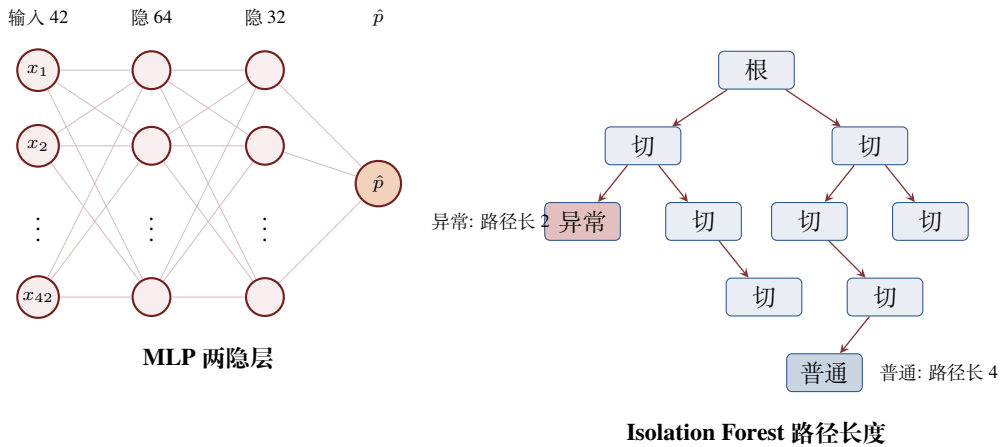 输入 42
隐 64
隐 32
p̂
x₁
x₂
⋮ ⋮ ⋮
x₄₂
p̂
MLP 两隐层
根
切
切
异常: 路径长 2
异常
切
切
切
切
切
普通
普通: 路径长 4
Isolation Forest 路径长度